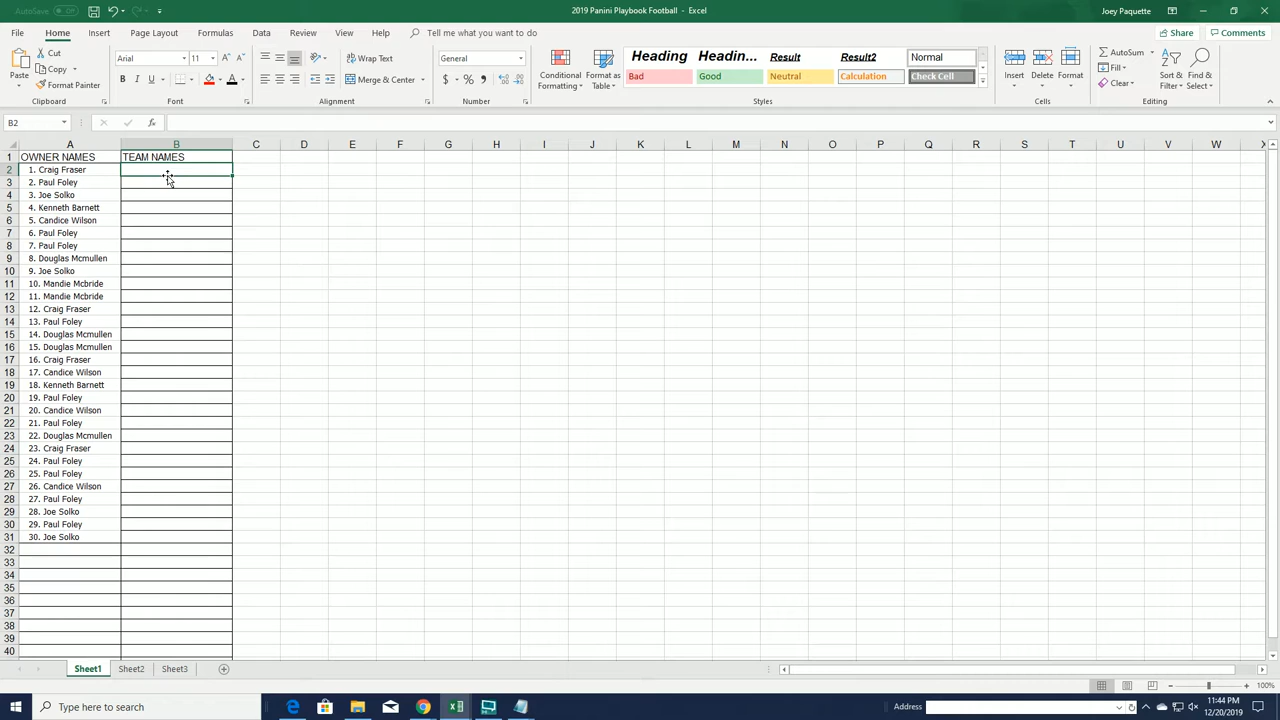 AutoSave Off
2019 Panini Playbook Football - Excel
Joey Paquette
File Home Insert Page Layout Formulas Data Review View Help Tell me what you want to do
Share Comments
Paste
Cut
Copy
Format Painter
Clipboard
Arial 11
B I U
Font
Wrap Text
Merge & Center
Alignment
General
$ % ,
Number
Conditional Formatting
Format as Table
Heading Headin... Result Result2 Normal
Bad Good Neutral Calculation Check Cell
Styles
Insert Delete Format
Cells
AutoSum
Fill
Clear
Sort & Filter
Find & Select
Editing
B2
fx
A B C D E F G H I J K L M N O P Q R S T U V W X
1 OWNER NAMES TEAM NAMES
2 1. Craig Fraser
3 2. Paul Foley
4 3. Joe Solko
5 4. Kenneth Barnett
6 5. Candice Wilson
7 6. Paul Foley
8 7. Paul Foley
9 8. Douglas Mcmullen
10 9. Joe Solko
11 10. Mandie Mcbride
12 11. Mandie Mcbride
13 12. Craig Fraser
14 13. Paul Foley
15 14. Douglas Mcmullen
16 15. Douglas Mcmullen
17 16. Craig Fraser
18 17. Candice Wilson
19 18. Kenneth Barnett
20 19. Paul Foley
21 20. Candice Wilson
22 21. Paul Foley
23 22. Douglas Mcmullen
24 23. Craig Fraser
25 24. Paul Foley
26 25. Paul Foley
27 26. Candice Wilson
28 27. Paul Foley
29 28. Joe Solko
30 29. Paul Foley
31 30. Joe Solko
32
33
34
35
36
37
38
39
40
Sheet1 Sheet2 Sheet3
100%
Type here to search
Address
11:44 PM
12/20/2019